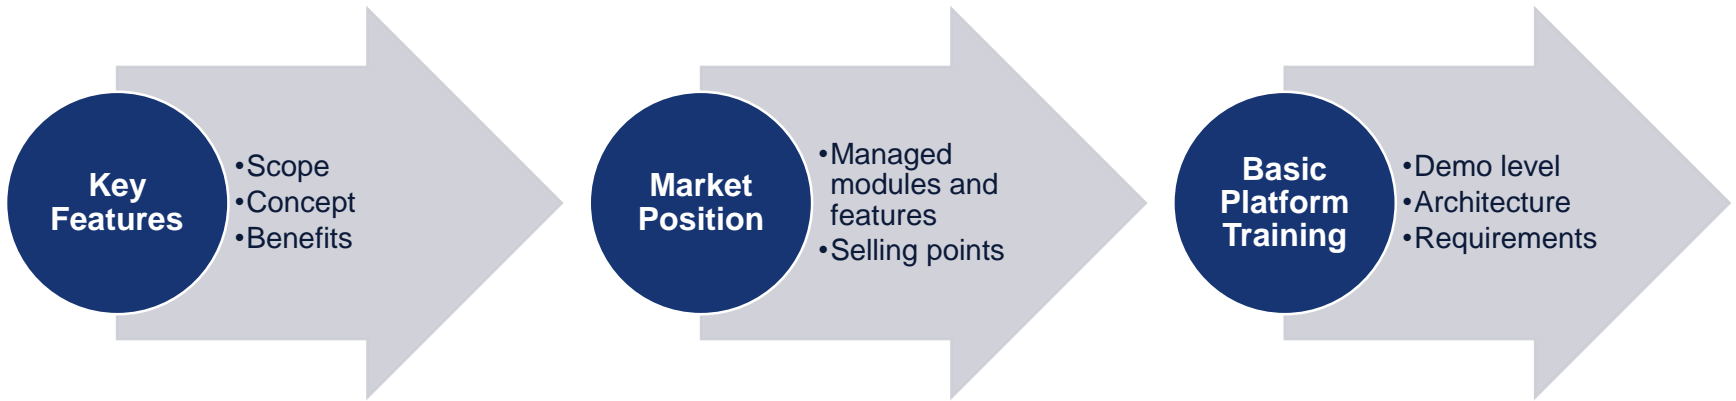 Key
Features
•Scope
•Concept
•Benefits
Market
Position
•Managed
modules and
features
•Selling points
Basic
Platform
Training
•Demo level
•Architecture
•Requirements